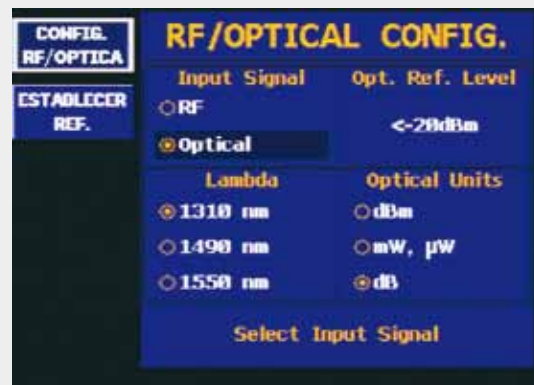 CONFIG.
RF/OPTICA
ESTABLECER
REF.
RF/OPTICAL CONFIG.
Input Signal
RF
Optical
Opt. Ref. Level
<-20dBm
Lambda
1310 nm
1490 nm
1550 nm
Optical Units
dBm
mW, µW
dB
Select Input Signal